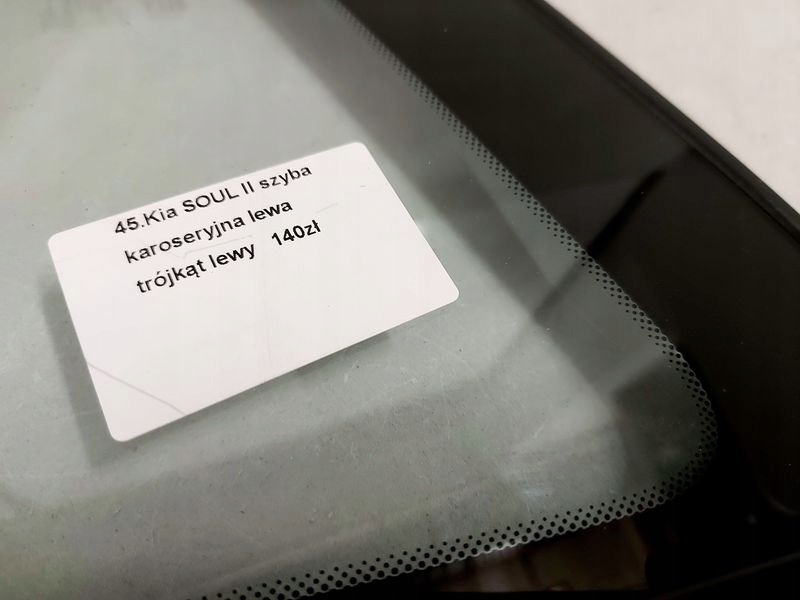 45.Kia SOUL II szyba
karoseryjna lewa
trójkąt lewy 140zł